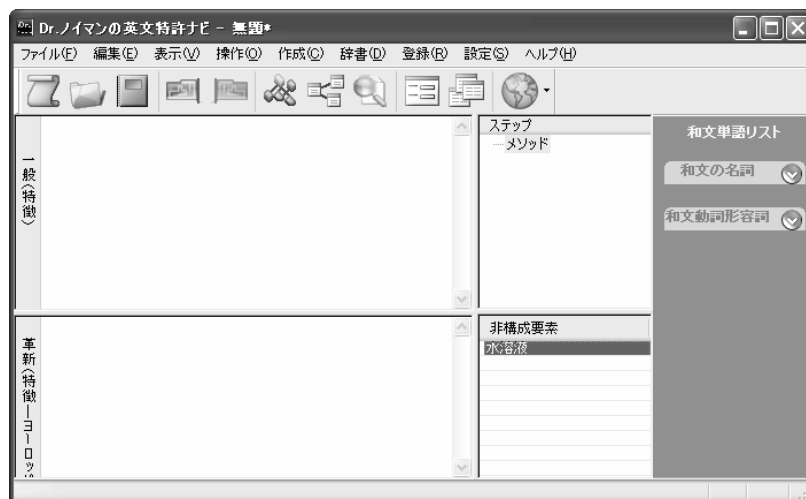 Dr.ノイマンの英文特許ナビ - 無題*
ファイル(F) 編集(E) 表示(V) 操作(O) 作成(C) 辞書(D) 登録(R) 設定(S) ヘルプ(H)
一般(特徴)
ステップ
メソッド
和文単語リスト
和文の名詞
和文動詞形容詞
革新(特徴ーヨーロッパ
非構成要素
水溶液